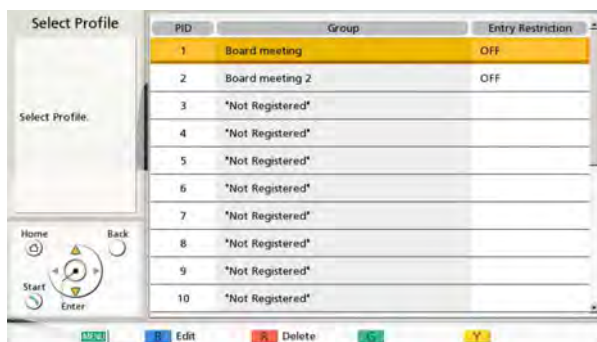 Select Profile
PID Group Entry Restriction
1 Board meeting OFF
2 Board meeting 2 OFF
Select Profile.
3 "Not Registered"
4 "Not Registered"
5 "Not Registered"
6 "Not Registered"
7 "Not Registered"
8 "Not Registered"
9 "Not Registered"
10 "Not Registered"
Home Back
Start
Enter
MENU B Edit R Delete G Y